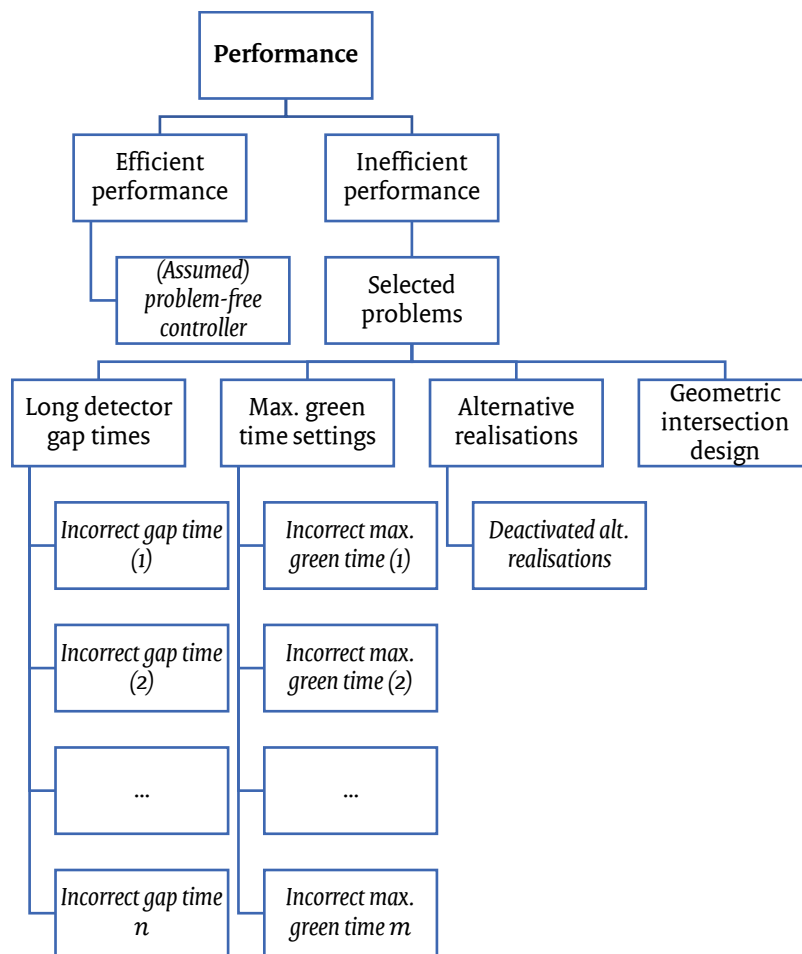 Performance
Efficient
performance
Inefficient
performance
(Assumed)
problem-free
controller
Selected
problems
Long detector
gap times
Max. green
time settings
Alternative
realisations
Geometric
intersection
design
Incorrect gap time
(1)
Incorrect max.
green time (1)
Deactivated alt.
realisations
Incorrect gap time
(2)
Incorrect max.
green time (2)
...
...
Incorrect gap time
n
Incorrect max.
green time m